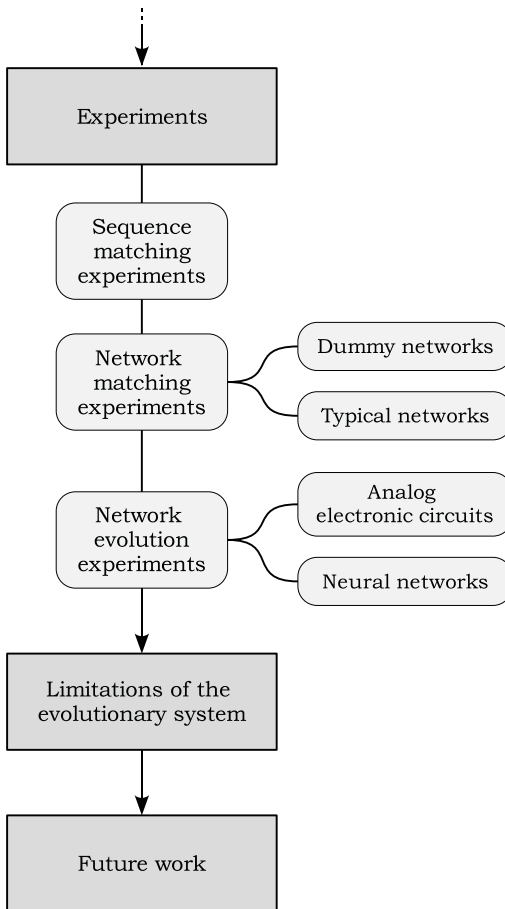 Experiments
Sequence
matching
experiments
Network
matching
experiments
Dummy networks
Typical networks
Network
evolution
experiments
Analog
electronic circuits
Neural networks
Limitations of the
evolutionary system
Future work